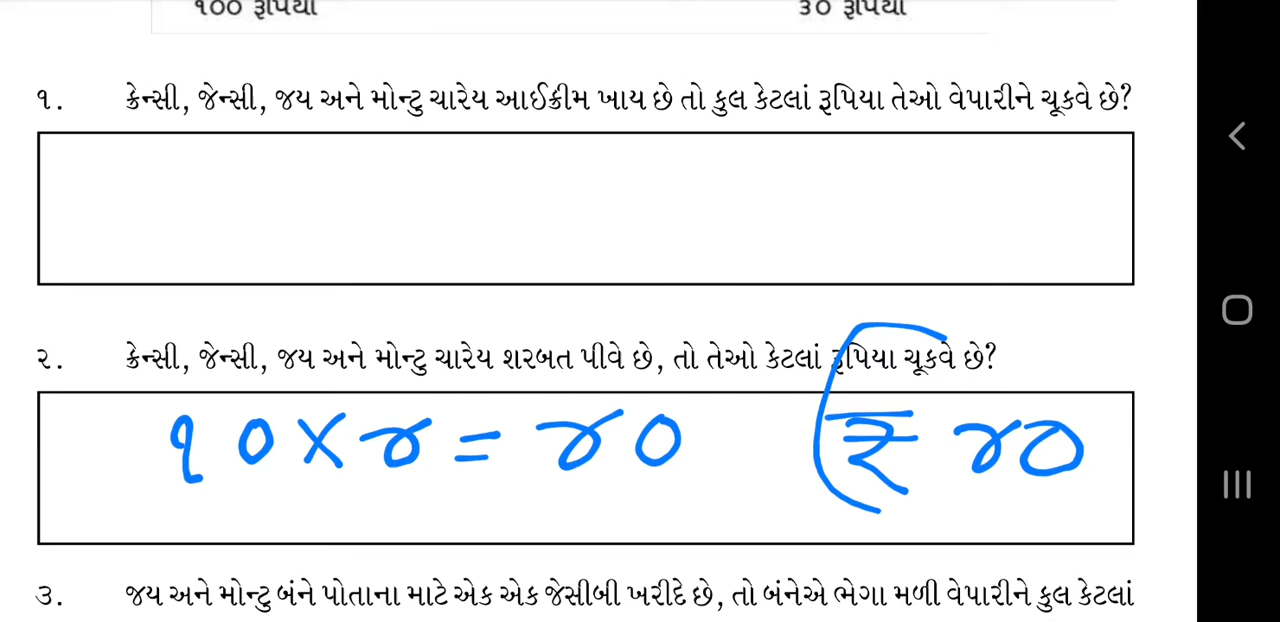 ૧૦૦ રૂપિયા ૩૦ રૂપિયા
૧. ક્રેન્સી, જેન્સી, જય અને મોન્ટુ ચારેય આઈક્રીમ ખાય છે તો કુલ કેટલાં રૂપિયા તેઓ વેપારીને ચૂકવે છે?
૨. ક્રેન્સી, જેન્સી, જય અને મોન્ટુ ચારેય શરબત પીવે છે, તો તેઓ કેટલાં રૂપિયા ચૂકવે છે?
૧૦×૪=૪૦ ₹ ૪૦
૩. જય અને મોન્ટુ બંને પોતાના માટે એક એક જેસીબી ખરીદે છે, તો બંનેએ ભેગા મળી વેપારીને કુલ કેટલાં